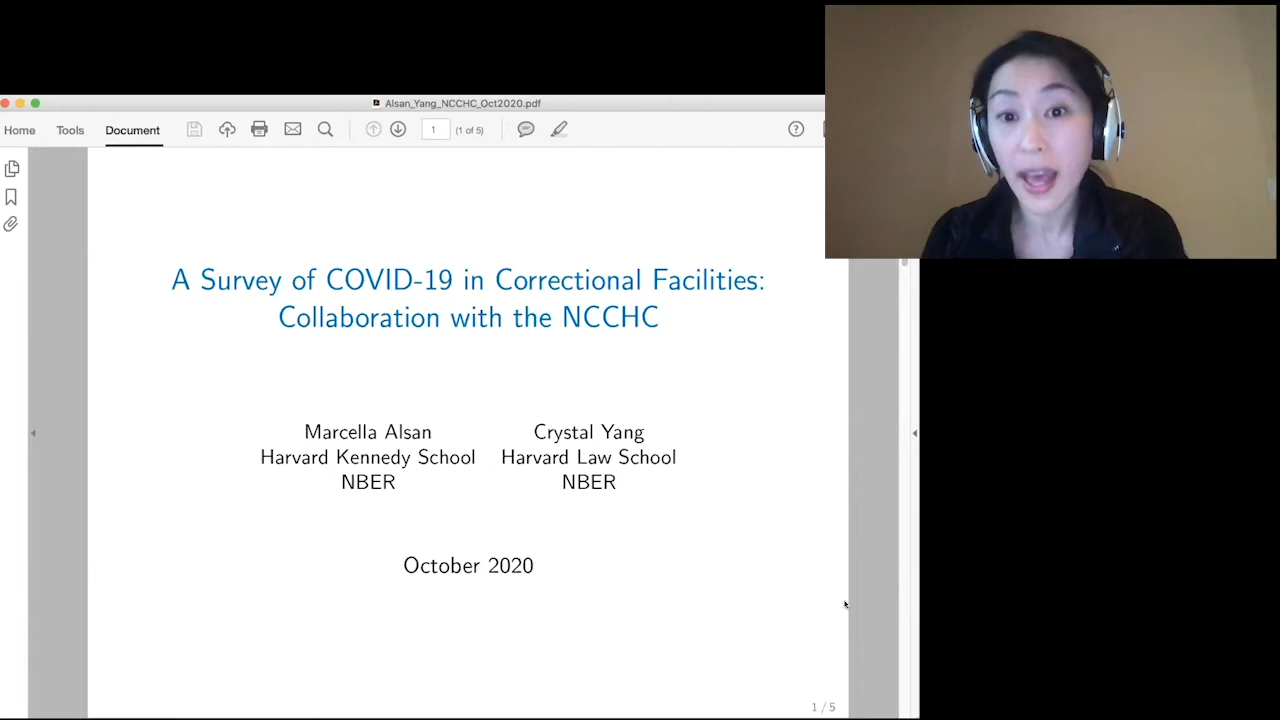 Alsan_Yang_NCCHC_Oct2020.pdf
Home Tools Document 1 (1 of 5)
A Survey of COVID-19 in Correctional Facilities:
Collaboration with the NCCHC
Marcella Alsan Crystal Yang
Harvard Kennedy School Harvard Law School
NBER NBER
October 2020
1 / 5